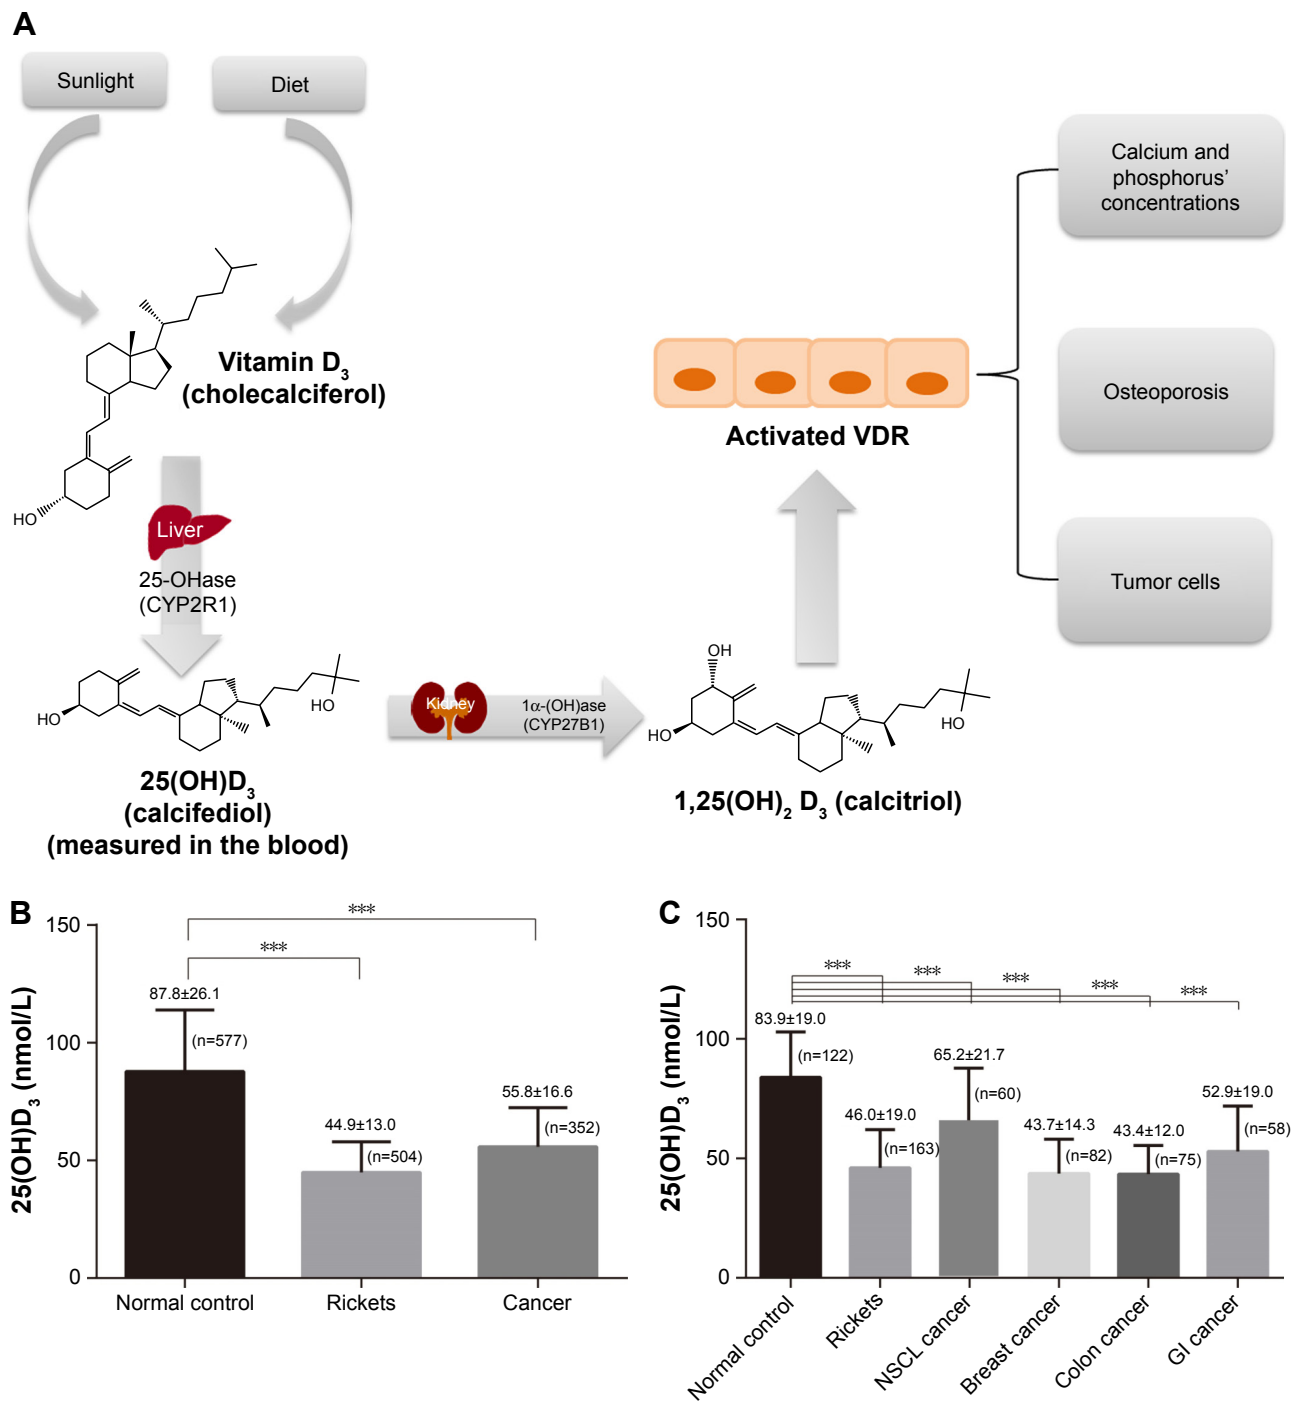 A
Sunlight
Diet
Calcium and
phosphorus’
concentrations
Vitamin D3
(cholecalciferol)
HO
Liver
25-OHase
(CYP2R1)
Activated VDR
Osteoporosis
Tumor cells
HO
OH
25(OH)D3
(calcifediol)
(measured in the blood)
Kidney
1α-(OH)ase
(CYP27B1)
OH
HO
OH
1,25(OH)2 D3 (calcitriol)
B
25(OH)D3 (nmol/L)
150
100
50
0
***
***
87.8±26.1
(n=577)
44.9±13.0
(n=504)
55.8±16.6
(n=352)
Normal control
Rickets
Cancer
C
25(OH)D3 (nmol/L)
150
100
50
0
***
***
***
***
***
83.9±19.0
(n=122)
46.0±19.0
(n=163)
65.2±21.7
(n=60)
43.7±14.3
(n=82)
43.4±12.0
(n=75)
52.9±19.0
(n=58)
Normal control
Rickets
NSCL cancer
Breast cancer
Colon cancer
GI cancer